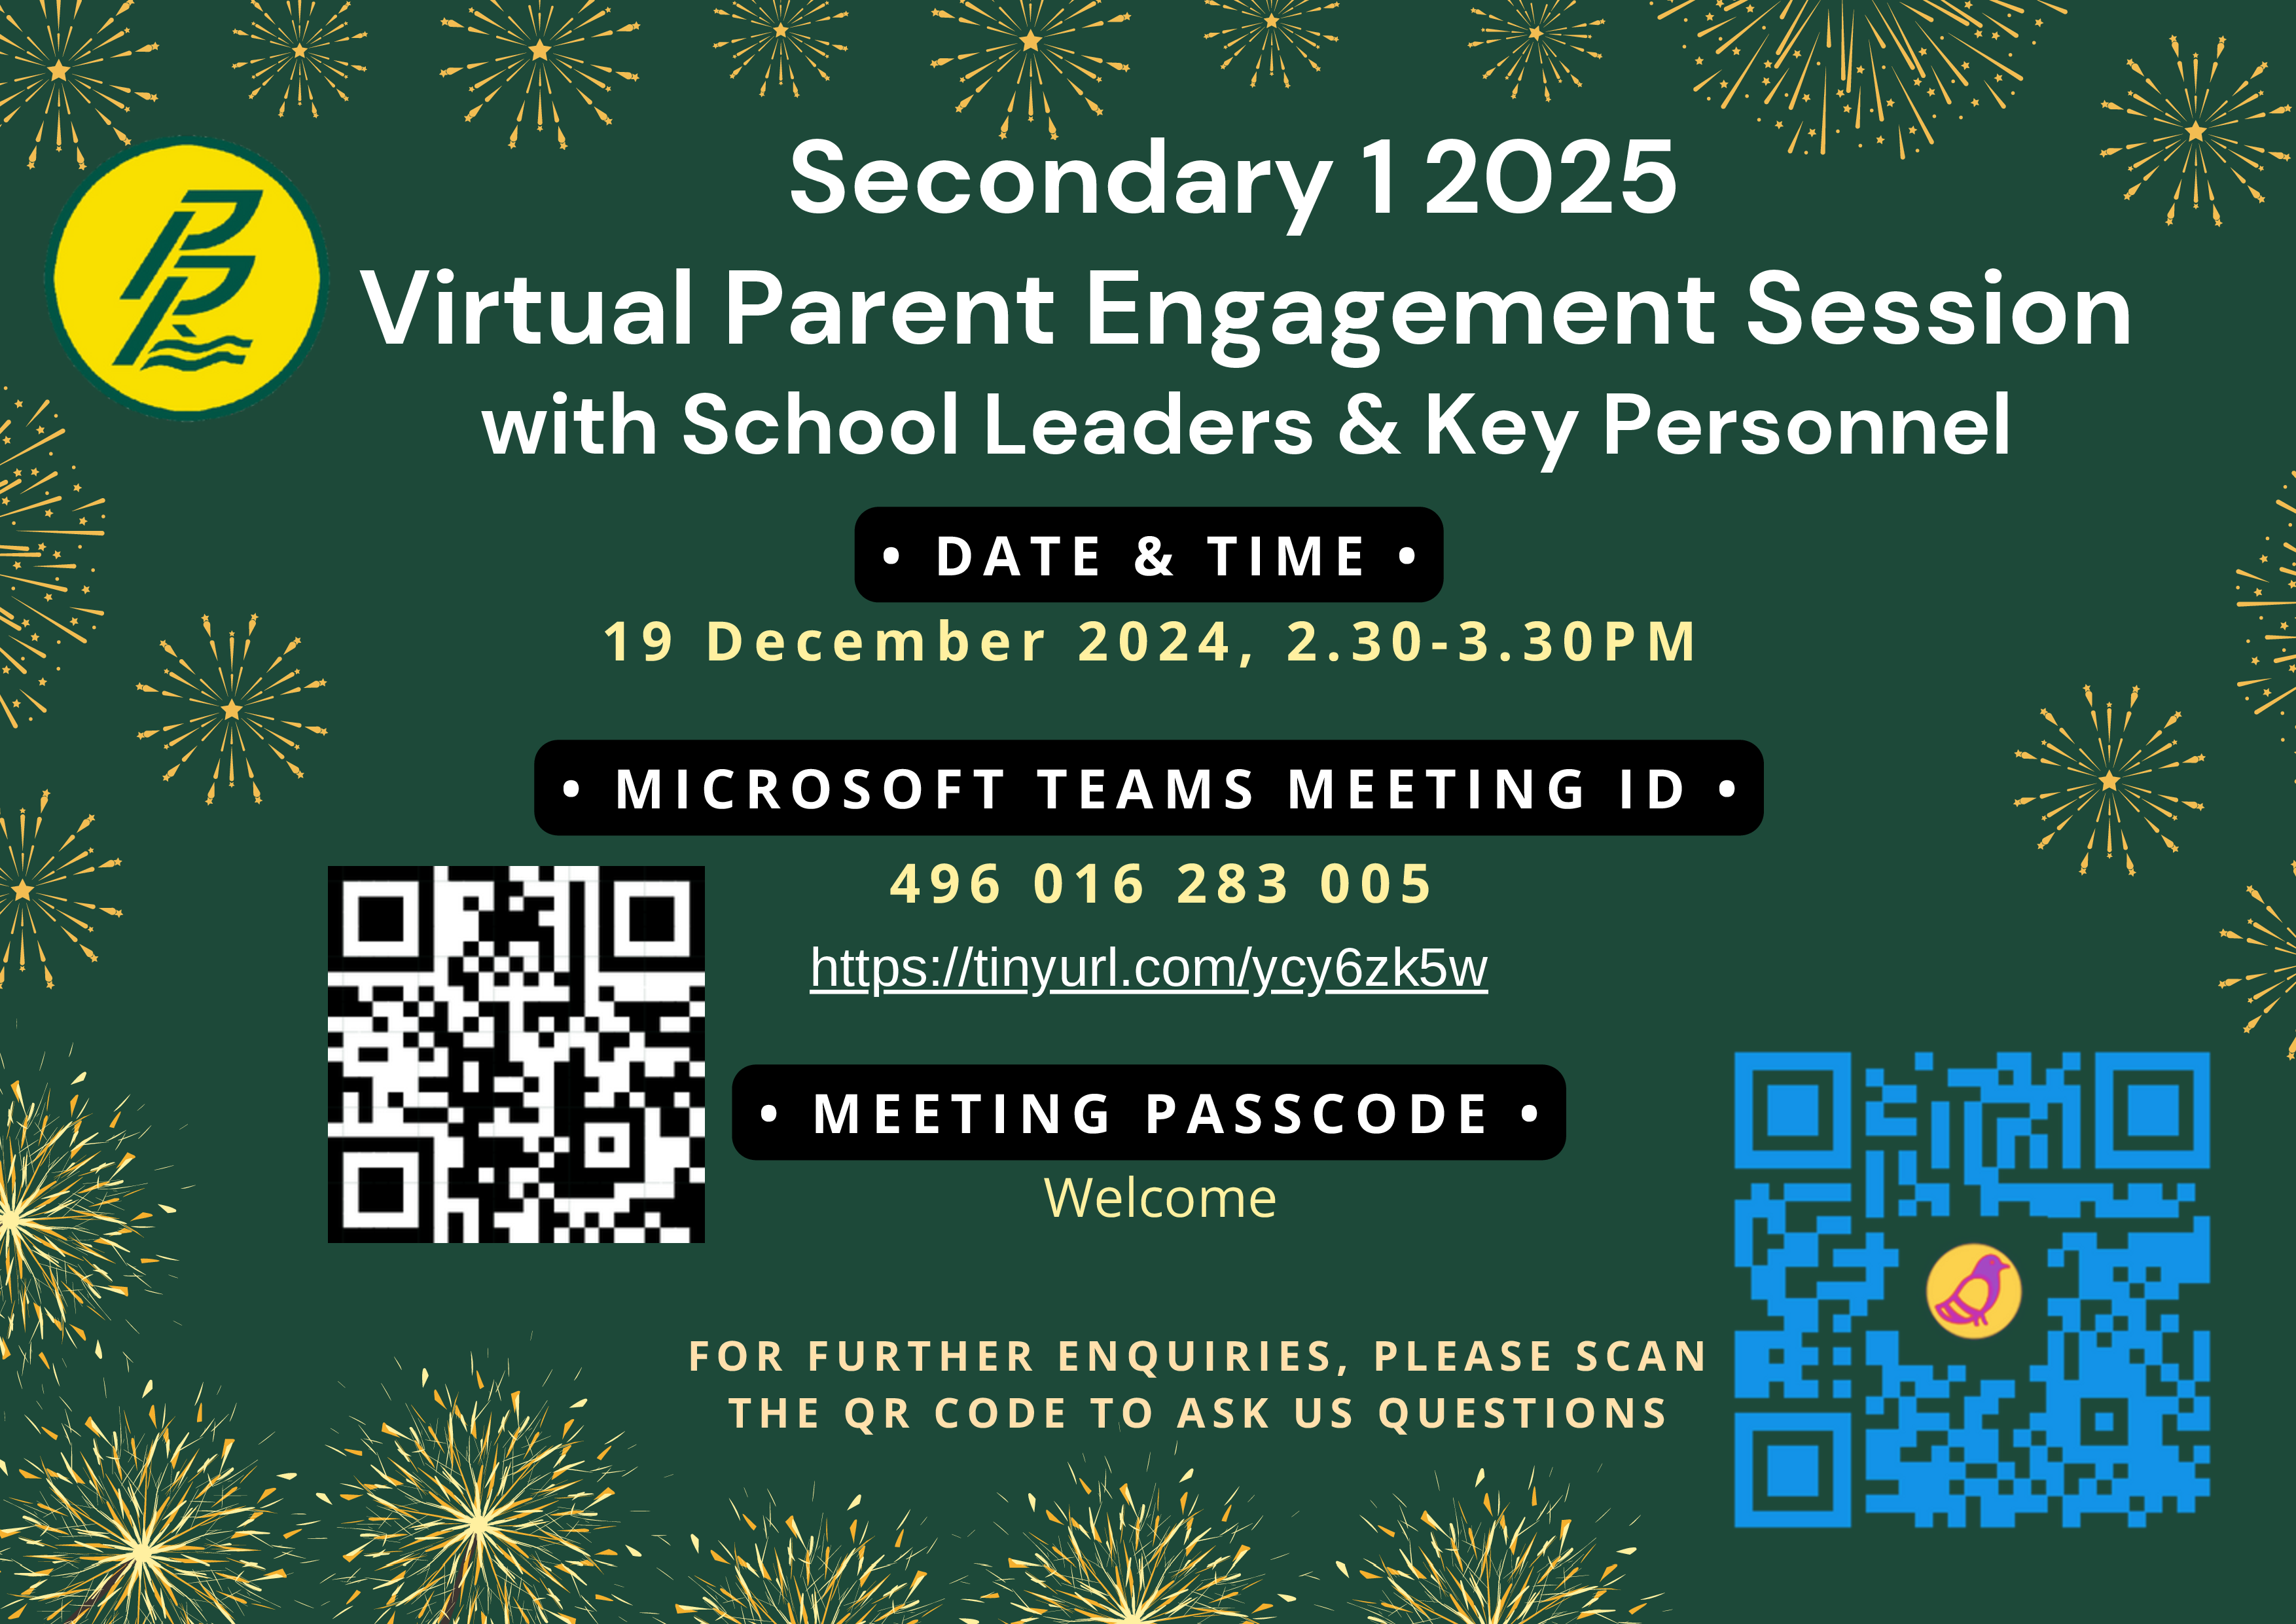 Secondary 1 2025
Virtual Parent Engagement Session
with School Leaders & Key Personnel
• DATE & TIME •
19 December 2024, 2.30-3.30PM
• MICROSOFT TEAMS MEETING ID •
496 016 283 005
https://tinyurl.com/ycy6zk5w
• MEETING PASSCODE •
Welcome
FOR FURTHER ENQUIRIES, PLEASE SCAN
THE QR CODE TO ASK US QUESTIONS